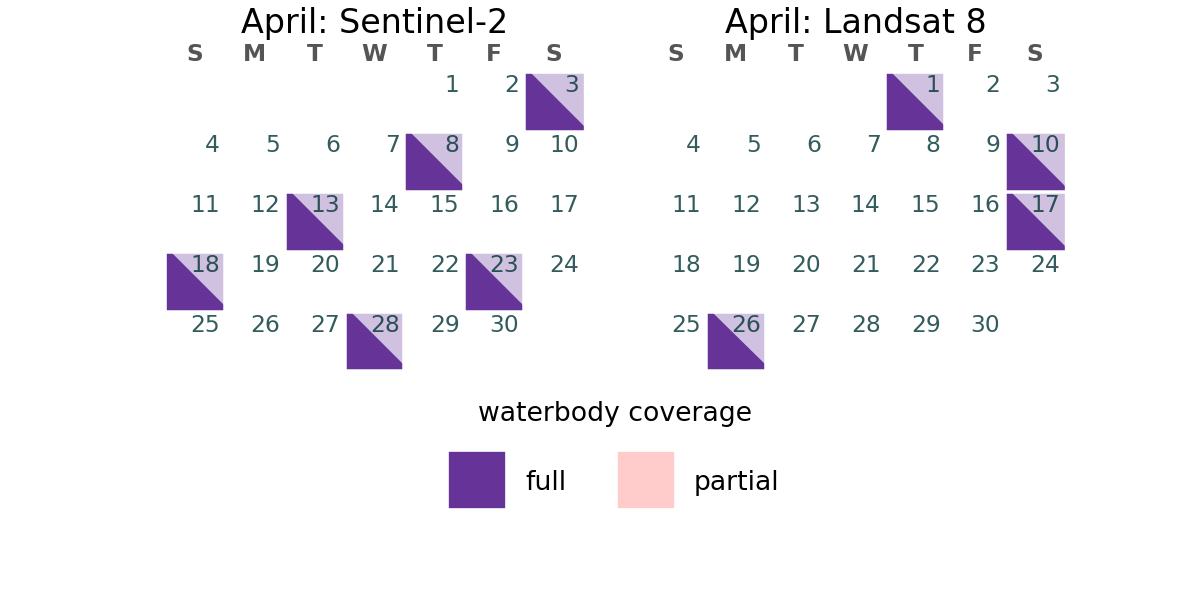 April: Sentinel-2
S M T W T F S
1 2 3
4 5 6 7 8 9 10
11 12 13 14 15 16 17
18 19 20 21 22 23 24
25 26 27 28 29 30
April: Landsat 8
S M T W T F S
1 2 3
4 5 6 7 8 9 10
11 12 13 14 15 16 17
18 19 20 21 22 23 24
25 26 27 28 29 30
waterbody coverage
full partial